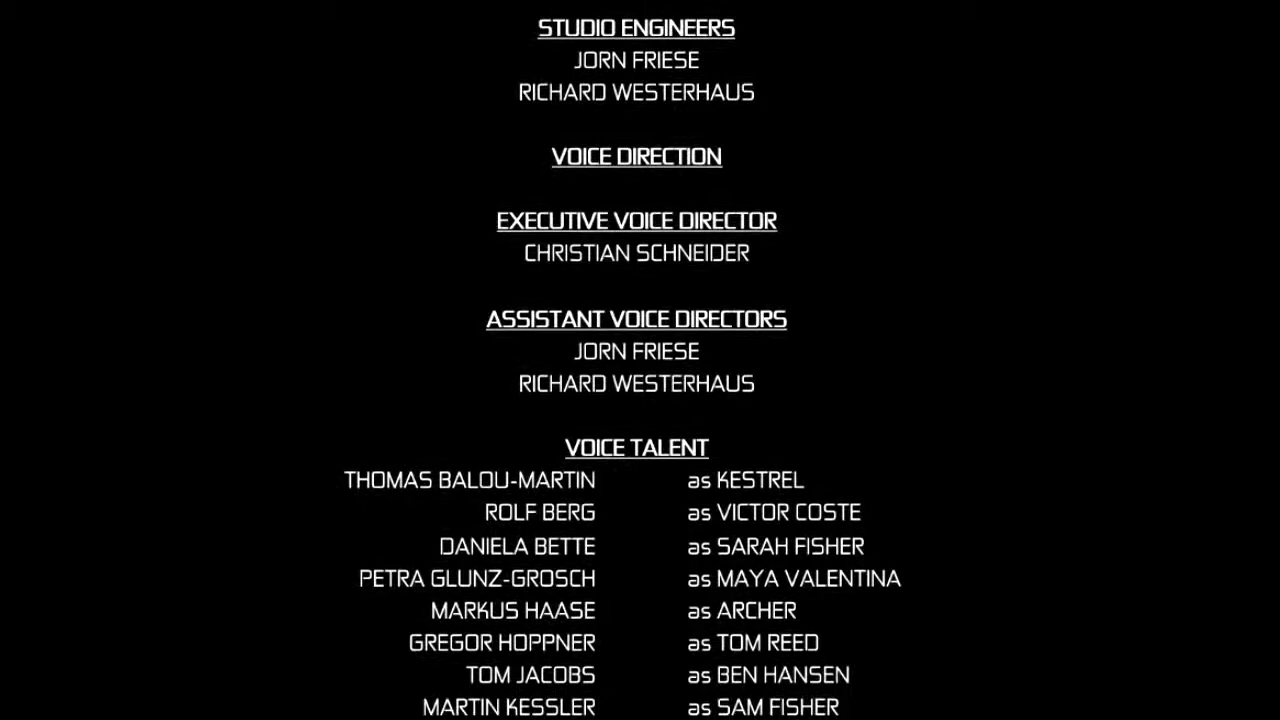 STUDIO ENGINEERS
JORN FRIESE
RICHARD WESTERHAUS
VOICE DIRECTION
EXECUTIVE VOICE DIRECTOR
CHRISTIAN SCHNEIDER
ASSISTANT VOICE DIRECTORS
JORN FRIESE
RICHARD WESTERHAUS
VOICE TALENT
THOMAS BALOU-MARTIN as KESTREL
ROLF BERG as VICTOR COSTE
DANIELA BETTE as SARAH FISHER
PETRA GLUNZ-GROSCH as MAYA VALENTINA
MARKUS HAASE as ARCHER
GREGOR HOPPNER as TOM REED
TOM JACOBS as BEN HANSEN
MARTIN KESSLER as SAM FISHER